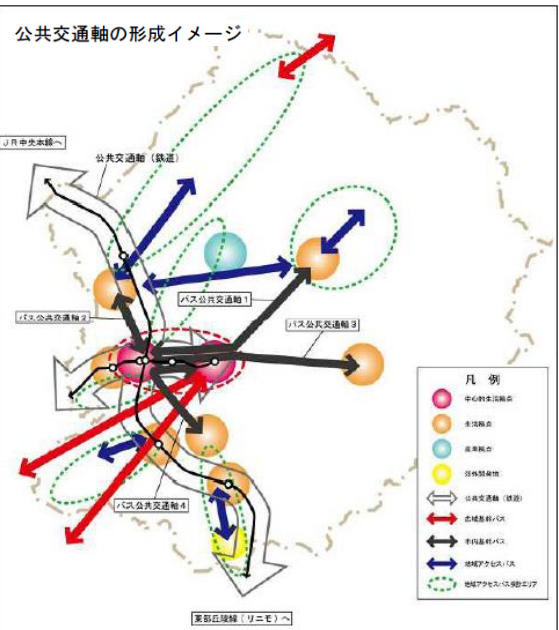 公共交通軸の形成イメージ
JR中央本線へ
公共交通軸（鉄道）
バス公共交通軸1
バス公共交通軸2
バス公共交通軸3
バス公共交通軸4
東部丘陵線（リニモ）へ
凡 例
中心的生活拠点
生活拠点
産業拠点
郊外開発地
公共交通軸（鉄道）
広域基幹バス
市内基幹バス
地域アクセスバス
地域アクセスバス検討エリア